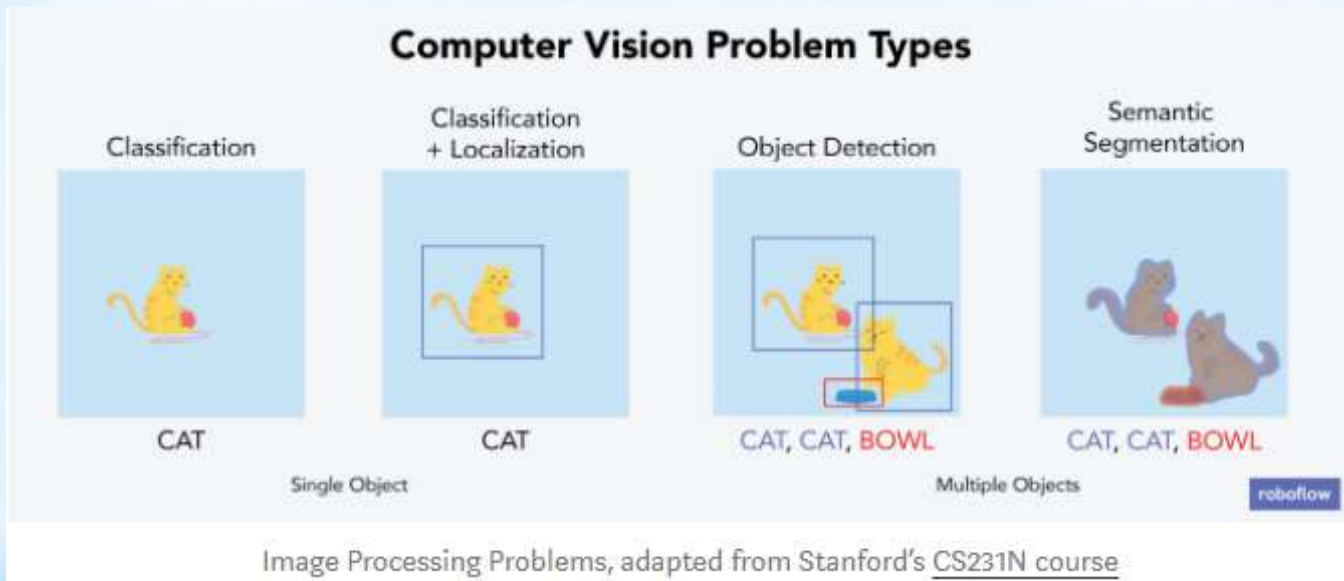 Computer Vision Problem Types
Classification
Classification
+ Localization
Object Detection
Semantic
Segmentation
CAT
CAT
CAT, CAT, BOWL
CAT, CAT, BOWL
Single Object
Multiple Objects
roboflow
Image Processing Problems, adapted from Stanford's CS231N course